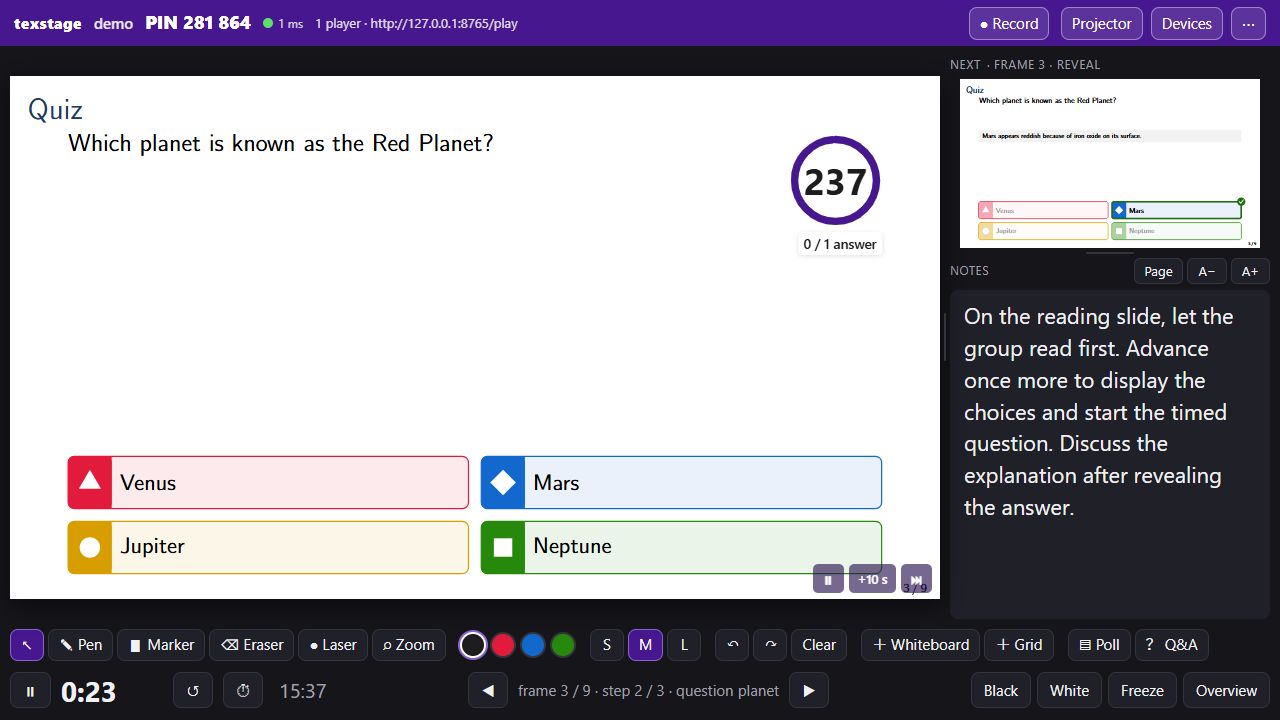 texstage demo PIN 281 864 1 ms 1 player · http://127.0.0.1:8765/play
● Record Projector Devices ···
Quiz
Which planet is known as the Red Planet?
237
0 / 1 answer
Venus
Mars
Jupiter
Neptune
+10 s
3 / 9
NEXT · FRAME 3 · REVEAL
Quiz
Which planet is known as the Red Planet?
Mars appears reddish because of iron oxide on its surface.
Venus
Mars
Jupiter
Neptune
3/9
NOTES
Page A− A+
On the reading slide, let the
group read first. Advance
once more to display the
choices and start the timed
question. Discuss the
explanation after revealing
the answer.
Pen Marker Eraser Laser Zoom S M L Clear + Whiteboard + Grid Poll ? Q&A
0:23 15:37 frame 3 / 9 · step 2 / 3 · question planet Black White Freeze Overview